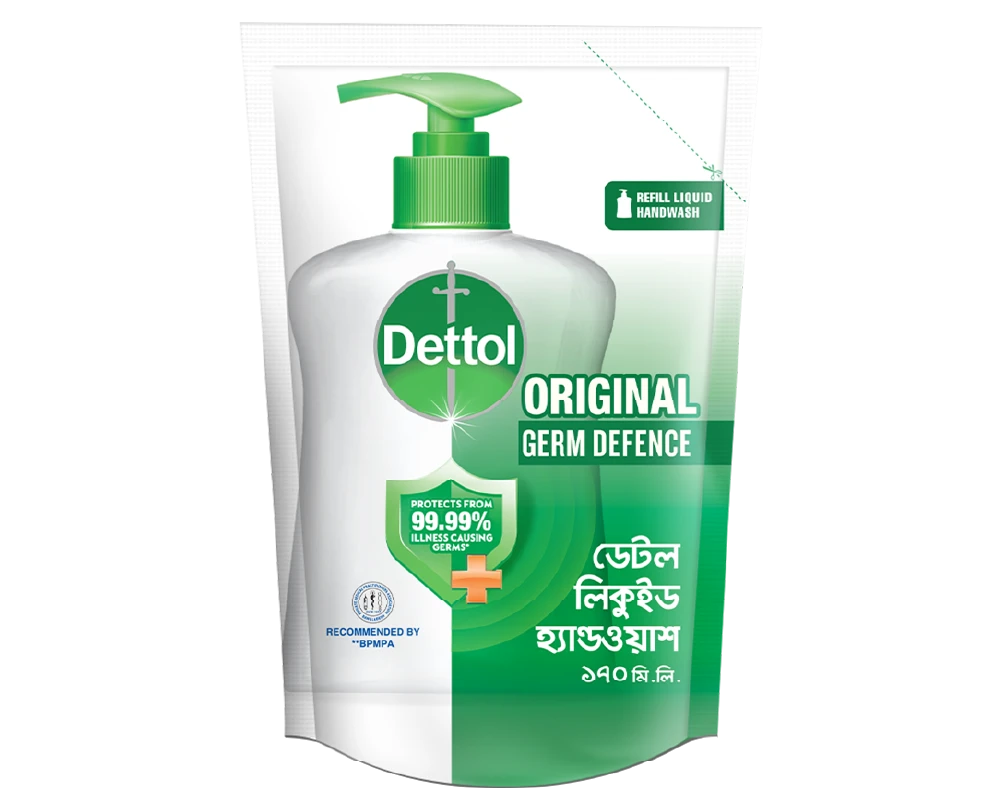 REFILL LIQUID
HANDWASH
Dettol
ORIGINAL
GERM DEFENCE
PROTECTS FROM
99.99%
ILLNESS CAUSING
GERMS*
ডেটল
লিকুইড
হ্যান্ডওয়াশ
১৭০ মি.লি.
RECOMMENDED BY
**BPMPA